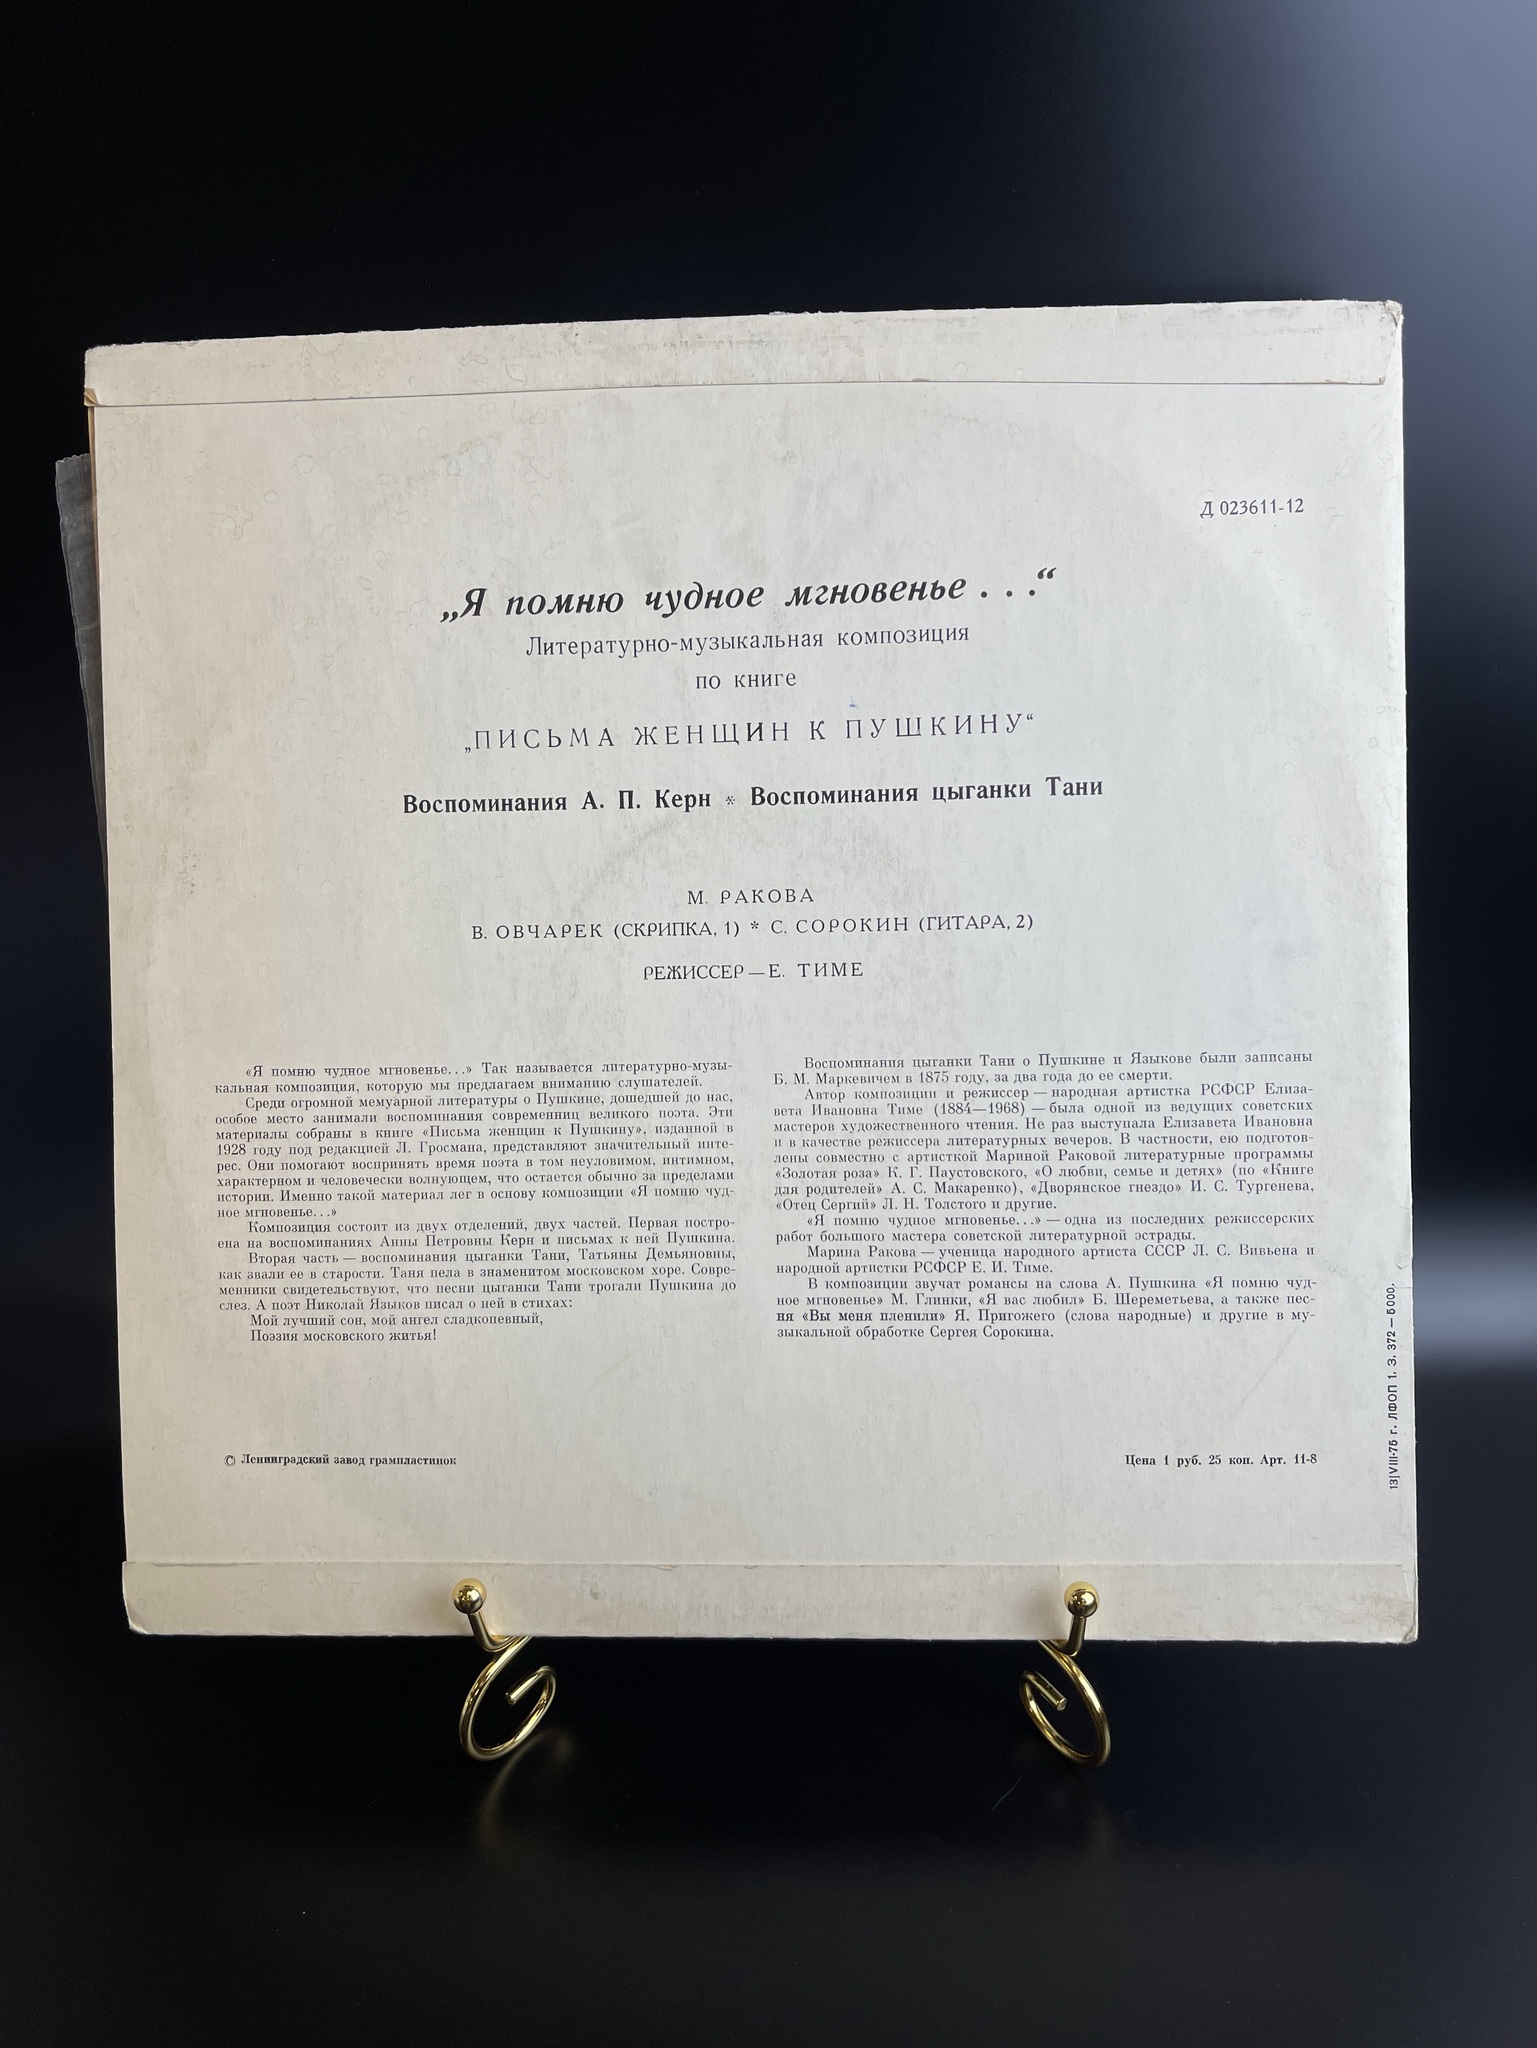 Д 023611-12
„Я помню чудное мгновенье . . .“
Литературно-музыкальная композиция
по книге
„ПИСЬМА ЖЕНЩИН К ПУШКИНУ“
Воспоминания А. П. Керн * Воспоминания цыганки Тани
М. РАКОВА
В. ОВЧАРЕК (СКРИПКА, 1) * С. СОРОКИН (ГИТАРА, 2)
РЕЖИССЕР — Е. ТИМЕ
«Я помню чудное мгновенье...» Так называется литературно-музы-
кальная композиция, которую мы предлагаем вниманию слушателей.
Среди огромной мемуарной литературы о Пушкине, дошедшей до нас,
особое место занимали воспоминания современниц великого поэта. Эти
материалы собраны в книге «Письма женщин к Пушкину», изданной в
1928 году под редакцией Л. Гросмана, представляют значительный инте-
рес. Они помогают воспринять время поэта в том неуловимом, интимном,
характерном и человечески волнующем, что остается обычно за пределами
истории. Именно такой материал лег в основу композиции «Я помню чуд-
ное мгновенье...»
Композиция состоит из двух отделений, двух частей. Первая постро-
ена на воспоминаниях Анны Петровны Керн и письмах к ней Пушкина.
Вторая часть — воспоминания цыганки Тани, Татьяны Демьяновны,
как звали ее в старости. Таня пела в знаменитом московском хоре. Совре-
менники свидетельствуют, что песни цыганки Тани трогали Пушкина до
слез. А поэт Николай Языков писал о ней в стихах:
Мой лучший сон, мой ангел сладкопевный,
Поэзия московского житья!
Воспоминания цыганки Тани о Пушкине и Языкове были записаны
Б. М. Маркевичем в 1875 году, за два года до ее смерти.
Автор композиции и режиссер — народная артистка РСФСР Елиза-
вета Ивановна Тиме (1884—1968) — была одной из ведущих советских
мастеров художественного чтения. Не раз выступала Елизавета Ивановна
и в качестве режиссера литературных вечеров. В частности, ею подготов-
лены совместно с артисткой Мариной Раковой литературные программы
«Золотая роза» К. Г. Паустовского, «О любви, семье и детях» (по «Книге
для родителей» А. С. Макаренко), «Дворянское гнездо» И. С. Тургенева,
«Отец Сергий» Л. Н. Толстого и другие.
«Я помню чудное мгновенье...» — одна из последних режиссерских
работ большого мастера советской литературной эстрады.
Марина Ракова — ученица народного артиста СССР Л. С. Вивьена и
народной артистки РСФСР Е. И. Тиме.
В композиции звучат романсы на слова А. Пушкина «Я помню чуд-
ное мгновенье» М. Глинки, «Я вас любил» Б. Шереметьева, а также пес-
ня «Вы меня пленили» Я. Пригожего (слова народные) и другие в му-
зыкальной обработке Сергея Сорокина.
© Ленинградский завод грампластинок
Цена 1 руб. 25 коп. Арт. 11-8
13|VIII-75 г. ЛФОП 1. З. 372 — 5000.